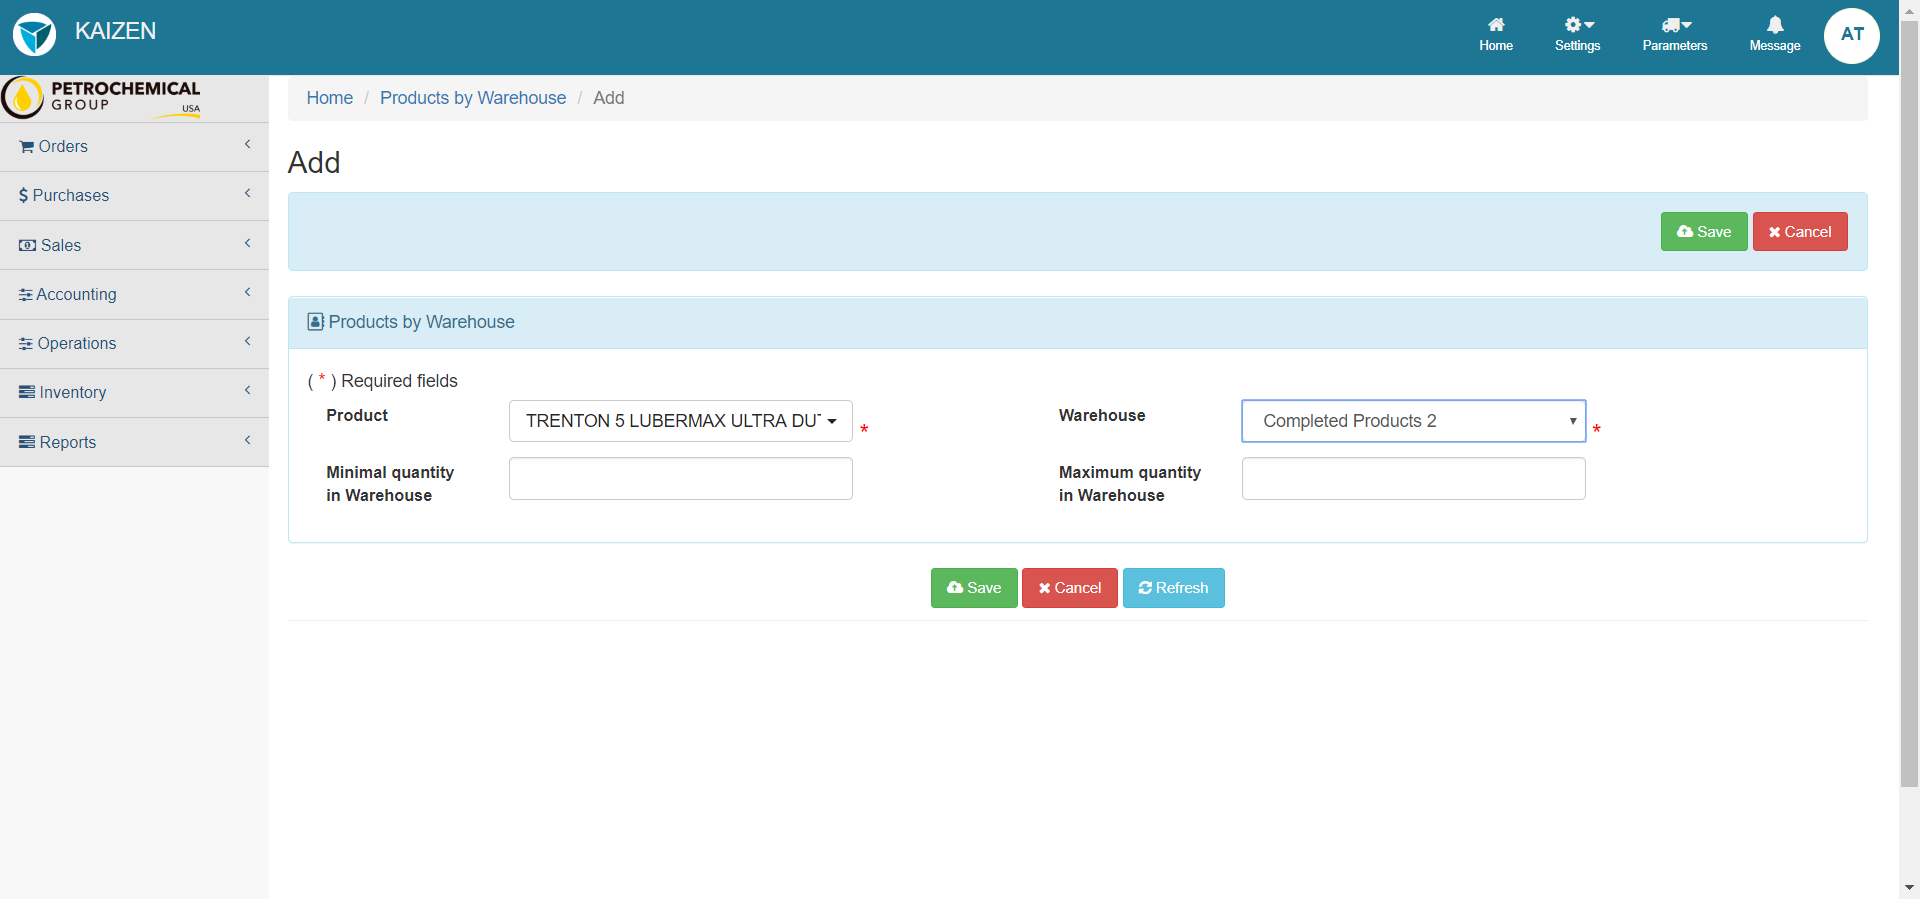 KAIZEN
Home
Settings
Parameters
Message
AT
PETROCHEMICAL
GROUP
USA
Orders
Purchases
Sales
Accounting
Operations
Inventory
Reports
Home / Products by Warehouse / Add
Add
Save
Cancel
Products by Warehouse
( * ) Required fields
Product
TRENTON 5 LUBERMAX ULTRA DU
*
Warehouse
Completed Products 2
*
Minimal quantity
in Warehouse
Maximum quantity
in Warehouse
Save
Cancel
Refresh